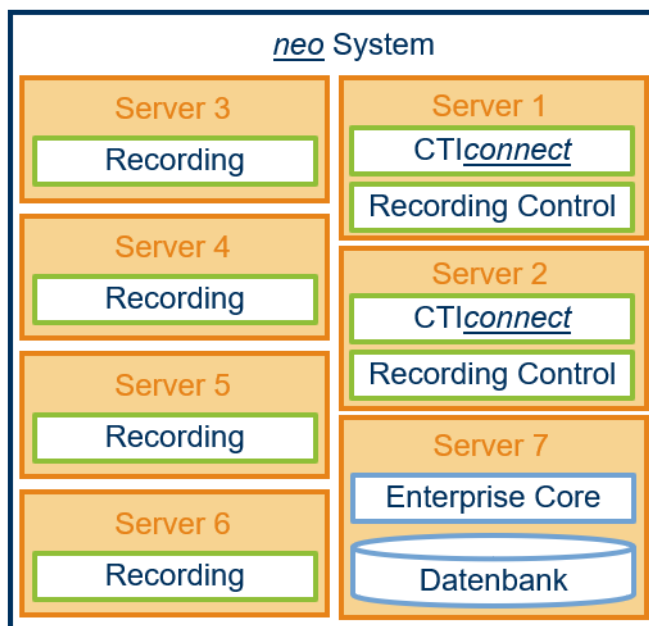 neo System
Server 3
Recording
Server 4
Recording
Server 5
Recording
Server 6
Recording
Server 1
CTIconnect
Recording Control
Server 2
CTIconnect
Recording Control
Server 7
Enterprise Core
Datenbank